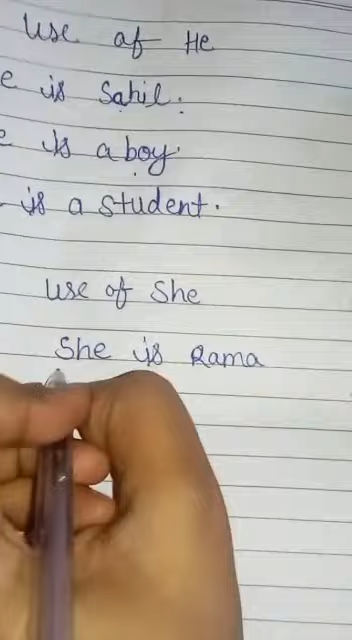 Use of He
e is Sahil.
e is a boy.
is a student.
Use of She
She is Rama